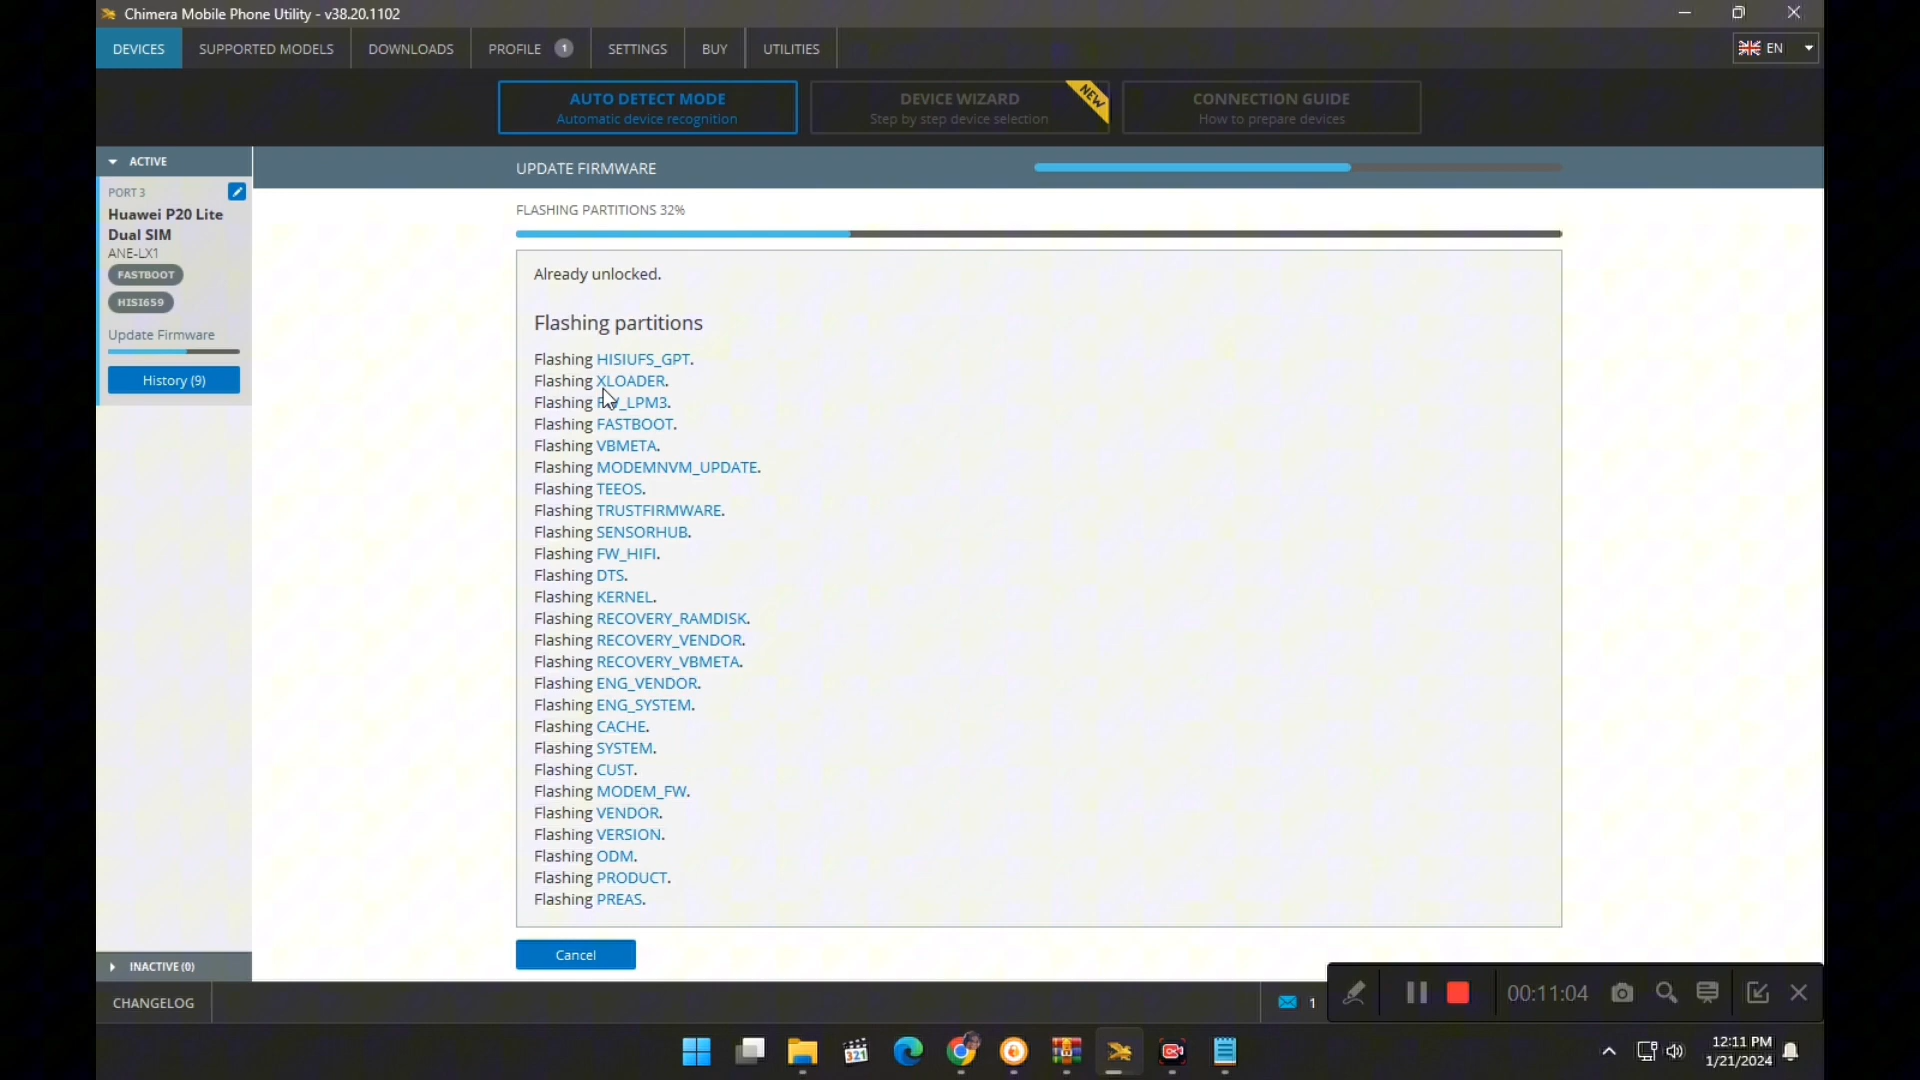 Chimera Mobile Phone Utility - v38.20.1102
DEVICES
SUPPORTED MODELS
DOWNLOADS
PROFILE 1
SETTINGS
BUY
UTILITIES
EN
AUTO DETECT MODE
Automatic device recognition
DEVICE WIZARD
Step by step device selection
NEW
CONNECTION GUIDE
How to prepare devices
ACTIVE
PORT 3
Huawei P20 Lite
Dual SIM
ANE-LX1
FASTBOOT
HISI659
Update Firmware
History (9)
UPDATE FIRMWARE
FLASHING PARTITIONS 32%
Already unlocked.
Flashing partitions
Flashing HISIUFS_GPT.
Flashing XLOADER.
Flashing FW_LPM3.
Flashing FASTBOOT.
Flashing VBMETA.
Flashing MODEMNVM_UPDATE.
Flashing TEEOS.
Flashing TRUSTFIRMWARE.
Flashing SENSORHUB.
Flashing FW_HIFI.
Flashing DTS.
Flashing KERNEL.
Flashing RECOVERY_RAMDISK.
Flashing RECOVERY_VENDOR.
Flashing RECOVERY_VBMETA.
Flashing ENG_VENDOR.
Flashing ENG_SYSTEM.
Flashing CACHE.
Flashing SYSTEM.
Flashing CUST.
Flashing MODEM_FW.
Flashing VENDOR.
Flashing VERSION.
Flashing ODM.
Flashing PRODUCT.
Flashing PREAS.
Cancel
INACTIVE (0)
CHANGELOG
1
00:11:04
321
12:11 PM
1/21/2024